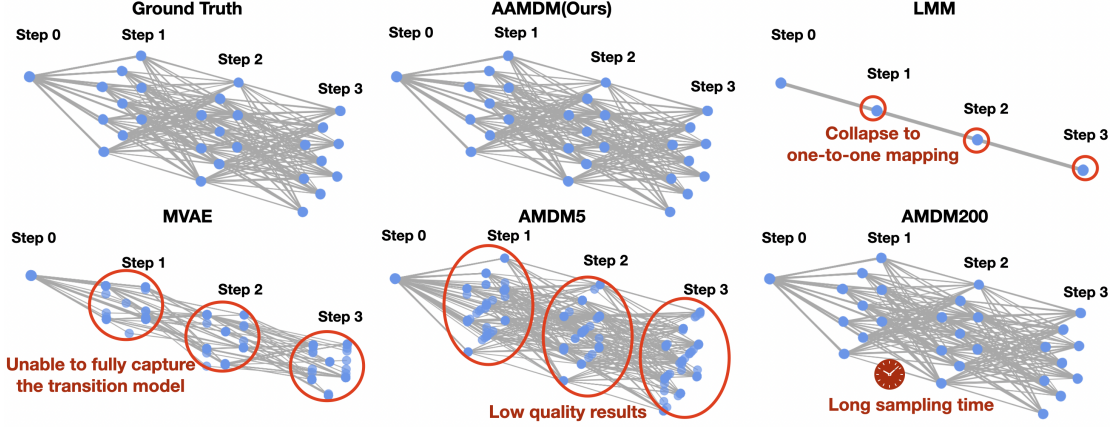 Ground Truth
Step 0
Step 1
Step 2
Step 3
AAMDM(Ours)
Step 0
Step 1
Step 2
Step 3
LMM
Step 0
Step 1
Step 2
Step 3
Collapse to
one-to-one mapping
MVAE
Step 0
Step 1
Step 2
Step 3
Unable to fully capture
the transition model
AMDM5
Step 0
Step 1
Step 2
Step 3
Low quality results
AMDM200
Step 0
Step 1
Step 2
Step 3
Long sampling time